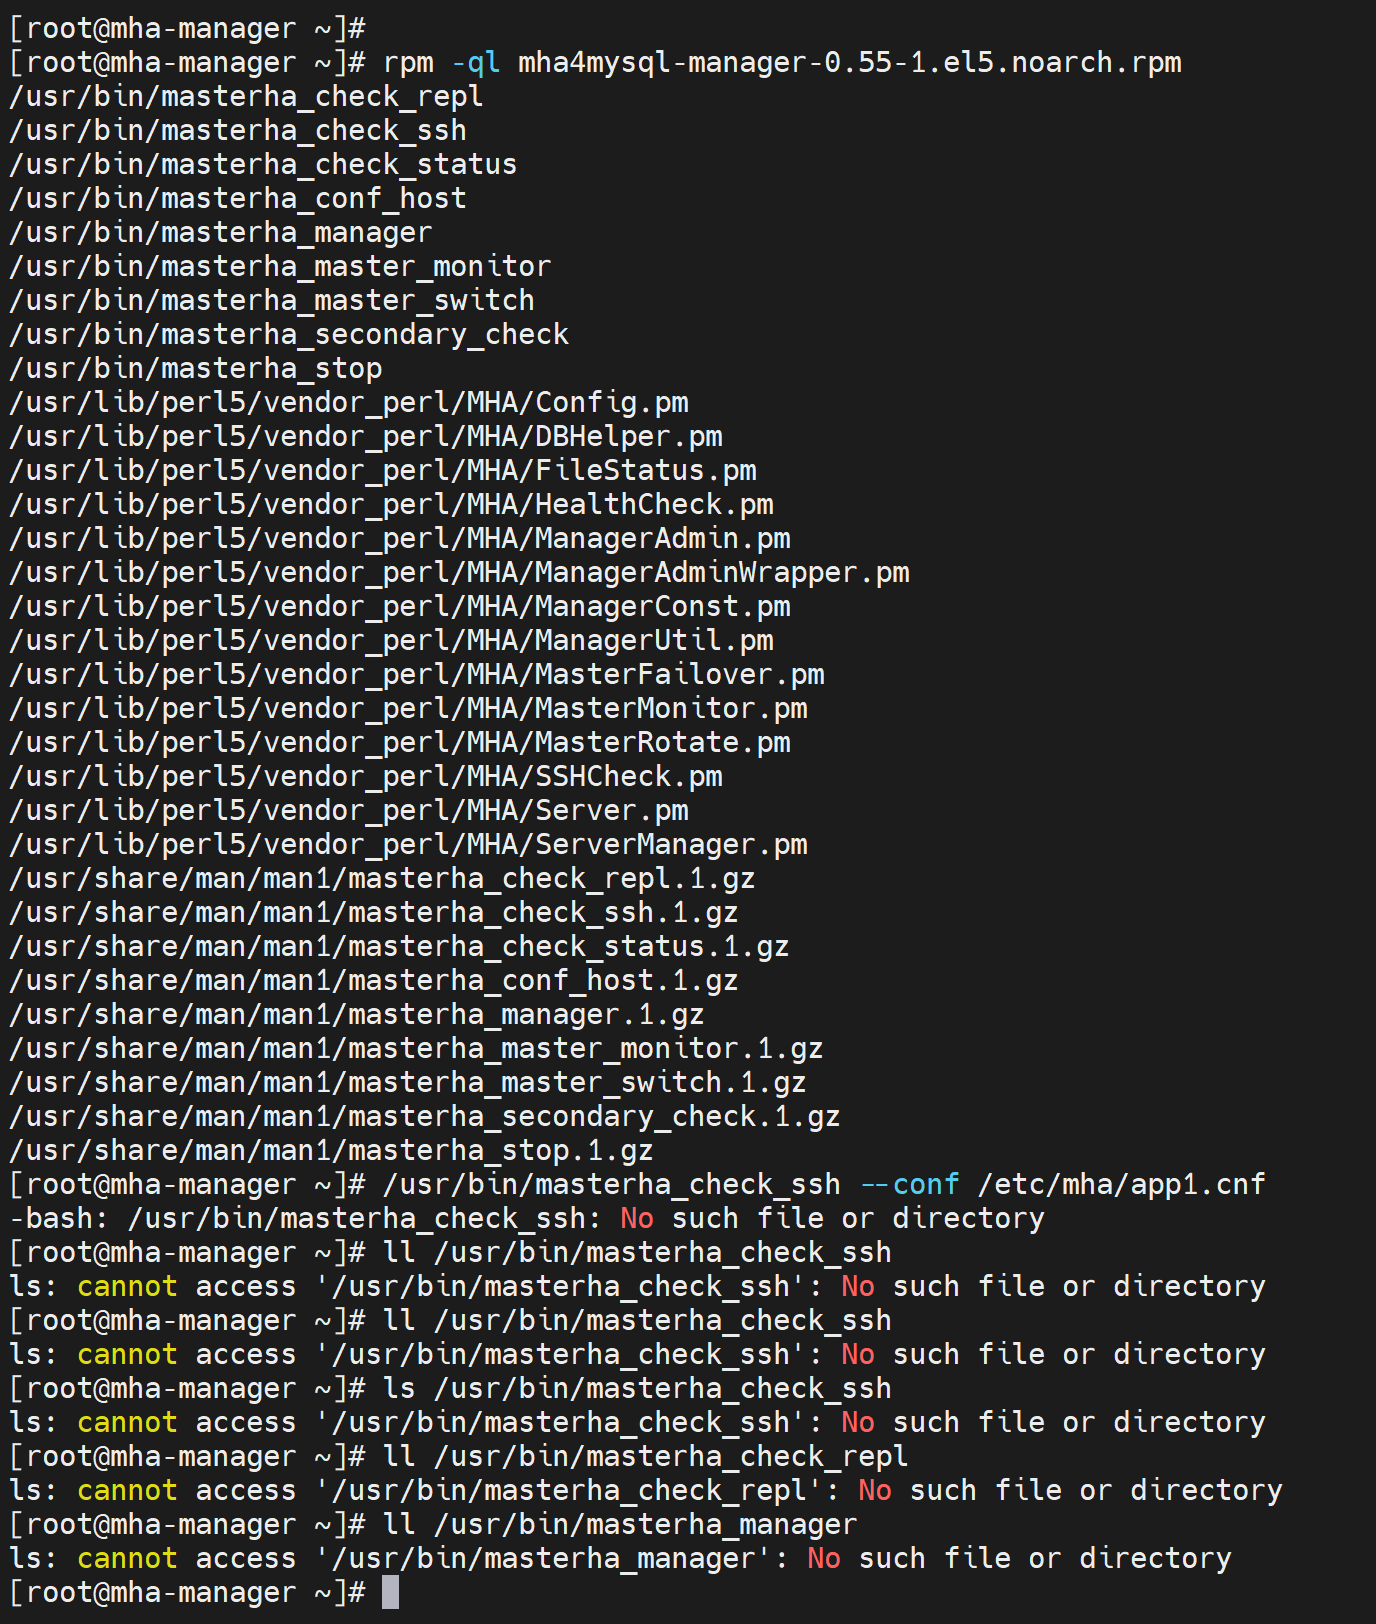 [root@mha-manager ~]#
[root@mha-manager ~]# rpm -ql mha4mysql-manager-0.55-1.el5.noarch.rpm
/usr/bin/masterha_check_repl
/usr/bin/masterha_check_ssh
/usr/bin/masterha_check_status
/usr/bin/masterha_conf_host
/usr/bin/masterha_manager
/usr/bin/masterha_master_monitor
/usr/bin/masterha_master_switch
/usr/bin/masterha_secondary_check
/usr/bin/masterha_stop
/usr/lib/perl5/vendor_perl/MHA/Config.pm
/usr/lib/perl5/vendor_perl/MHA/DBHelper.pm
/usr/lib/perl5/vendor_perl/MHA/FileStatus.pm
/usr/lib/perl5/vendor_perl/MHA/HealthCheck.pm
/usr/lib/perl5/vendor_perl/MHA/ManagerAdmin.pm
/usr/lib/perl5/vendor_perl/MHA/ManagerAdminWrapper.pm
/usr/lib/perl5/vendor_perl/MHA/ManagerConst.pm
/usr/lib/perl5/vendor_perl/MHA/ManagerUtil.pm
/usr/lib/perl5/vendor_perl/MHA/MasterFailover.pm
/usr/lib/perl5/vendor_perl/MHA/MasterMonitor.pm
/usr/lib/perl5/vendor_perl/MHA/MasterRotate.pm
/usr/lib/perl5/vendor_perl/MHA/SSHCheck.pm
/usr/lib/perl5/vendor_perl/MHA/Server.pm
/usr/lib/perl5/vendor_perl/MHA/ServerManager.pm
/usr/share/man/man1/masterha_check_repl.1.gz
/usr/share/man/man1/masterha_check_ssh.1.gz
/usr/share/man/man1/masterha_check_status.1.gz
/usr/share/man/man1/masterha_conf_host.1.gz
/usr/share/man/man1/masterha_manager.1.gz
/usr/share/man/man1/masterha_master_monitor.1.gz
/usr/share/man/man1/masterha_master_switch.1.gz
/usr/share/man/man1/masterha_secondary_check.1.gz
/usr/share/man/man1/masterha_stop.1.gz
[root@mha-manager ~]# /usr/bin/masterha_check_ssh --conf /etc/mha/app1.cnf
-bash: /usr/bin/masterha_check_ssh: No such file or directory
[root@mha-manager ~]# ll /usr/bin/masterha_check_ssh
ls: cannot access '/usr/bin/masterha_check_ssh': No such file or directory
[root@mha-manager ~]# ll /usr/bin/masterha_check_ssh
ls: cannot access '/usr/bin/masterha_check_ssh': No such file or directory
[root@mha-manager ~]# ls /usr/bin/masterha_check_ssh
ls: cannot access '/usr/bin/masterha_check_ssh': No such file or directory
[root@mha-manager ~]# ll /usr/bin/masterha_check_repl
ls: cannot access '/usr/bin/masterha_check_repl': No such file or directory
[root@mha-manager ~]# ll /usr/bin/masterha_manager
ls: cannot access '/usr/bin/masterha_manager': No such file or directory
[root@mha-manager ~]#